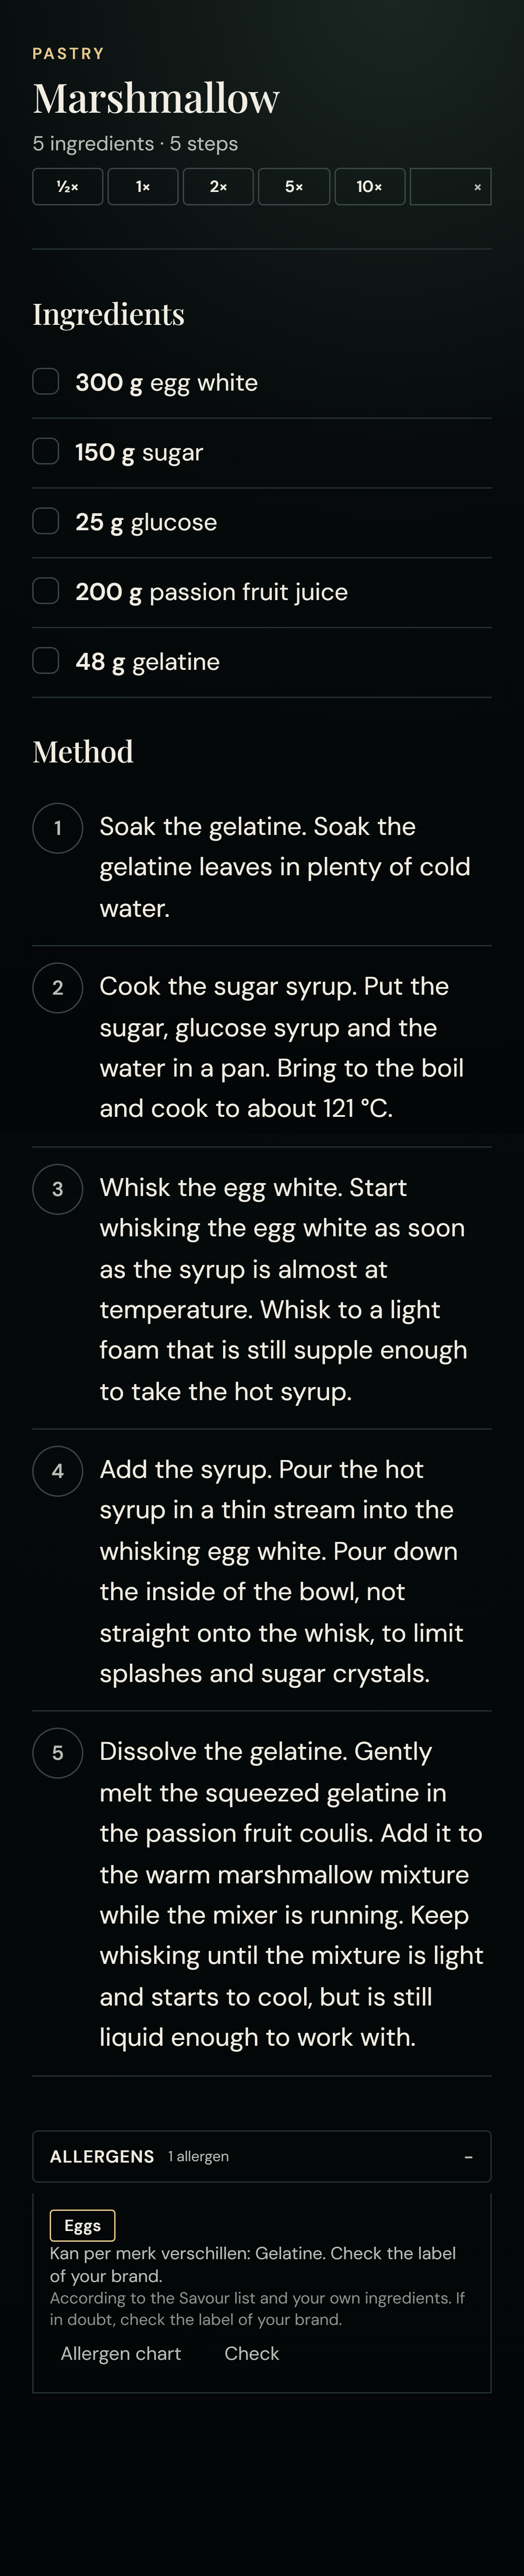 PASTRY
Marshmallow
5 ingredients · 5 steps
½× 1× 2× 5× 10× ×
Ingredients
300 g egg white
150 g sugar
25 g glucose
200 g passion fruit juice
48 g gelatine
Method
1 Soak the gelatine. Soak the
gelatine leaves in plenty of cold
water.
2 Cook the sugar syrup. Put the
sugar, glucose syrup and the
water in a pan. Bring to the boil
and cook to about 121 °C.
3 Whisk the egg white. Start
whisking the egg white as soon
as the syrup is almost at
temperature. Whisk to a light
foam that is still supple enough
to take the hot syrup.
4 Add the syrup. Pour the hot
syrup in a thin stream into the
whisking egg white. Pour down
the inside of the bowl, not
straight onto the whisk, to limit
splashes and sugar crystals.
5 Dissolve the gelatine. Gently
melt the squeezed gelatine in
the passion fruit coulis. Add it to
the warm marshmallow mixture
while the mixer is running. Keep
whisking until the mixture is light
and starts to cool, but is still
liquid enough to work with.
ALLERGENS 1 allergen –
Eggs
Kan per merk verschillen: Gelatine. Check the label
of your brand.
According to the Savour list and your own ingredients. If
in doubt, check the label of your brand.
Allergen chart Check